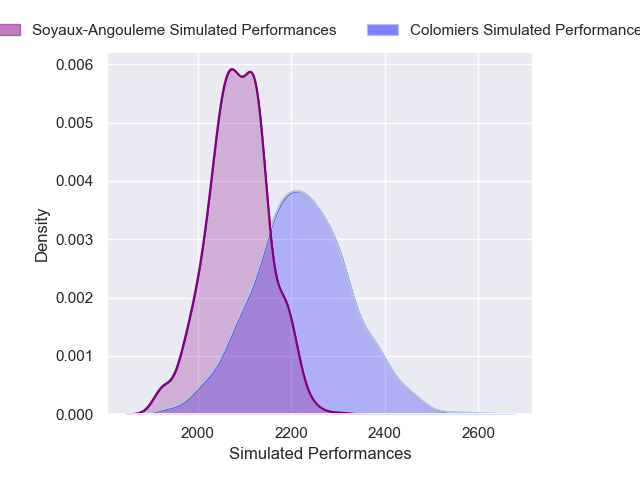 Soyaux-Angouleme Simulated Performances
Colomiers Simulated Performance
0.006
0.005
0.004
0.003
0.002
0.001
0.000
Density
2000
2200
2400
2600
Simulated Performances